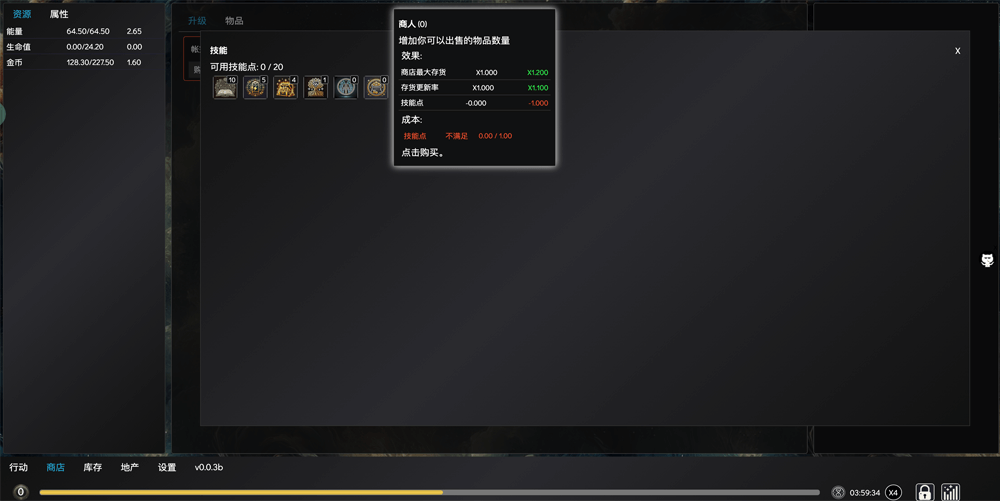 资源 属性
能量 64.50/64.50 2.65
生命值 0.00/24.20 0.00
金币 128.30/227.50 1.60
升级 物品
技能
X
可用技能点: 0 / 20
10 5 4 1 0 0
商人 (0)
增加你可以出售的物品数量
效果:
商店最大存货 X1.000 X1.200
存货更新率 X1.000 X1.100
技能点 -0.000 -1.000
成本:
技能点 不满足 0.00 / 1.00
点击购买。
行动 商店 库存 地产 设置 v0.0.3b
0 03:59:34 X4